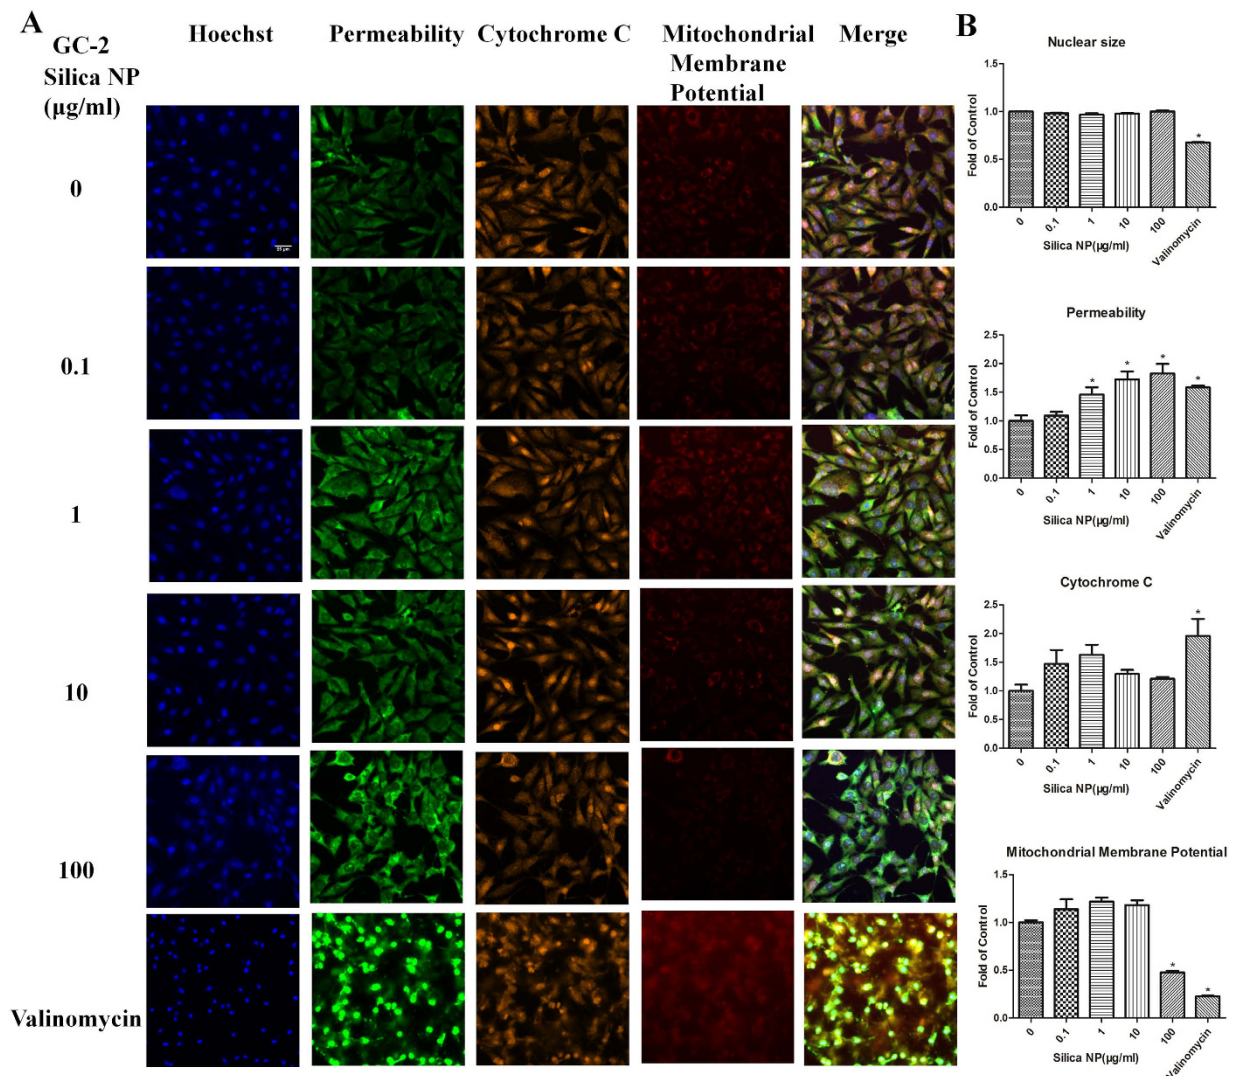 A
GC-2
Silica NP
(µg/ml)
Hoechst
Permeability
Cytochrome C
Mitochondrial
Membrane
Potential
Merge
0
25 µm
0.1
1
10
100
Valinomycin
B
Nuclear size
Fold of Control
1.5
1.0
0.5
0.0
0
0.1
1
10
100
Valinomycin
*
Silica NP(µg/ml)
Permeability
Fold of Control
2.5
2.0
1.5
1.0
0.5
0.0
0
0.1
1
10
100
Valinomycin
*
*
*
*
Silica NP(µg/ml)
Cytochrome C
Fold of Control
2.5
2.0
1.5
1.0
0.5
0.0
0
0.1
1
10
100
Valinomycin
*
Silica NP(µg/ml)
Mitochondrial Membrane Potential
Fold of Control
1.5
1.0
0.5
0.0
0
0.1
1
10
100
Valinomycin
*
*
Silica NP(µg/ml)